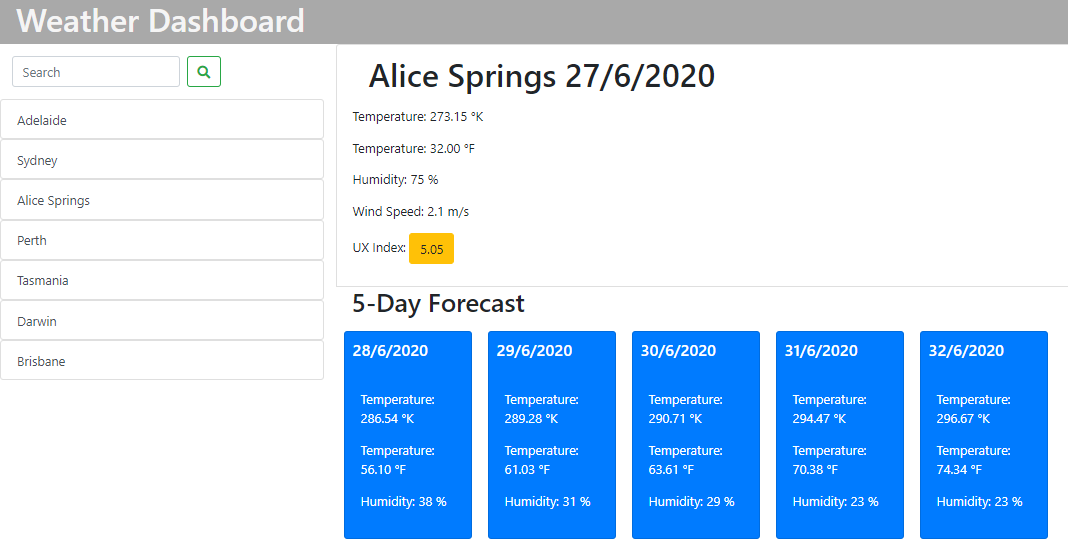 Weather Dashboard
Search
Adelaide
Sydney
Alice Springs
Perth
Tasmania
Darwin
Brisbane
Alice Springs 27/6/2020
Temperature: 273.15 °K
Temperature: 32.00 °F
Humidity: 75 %
Wind Speed: 2.1 m/s
UX Index: 5.05
5-Day Forecast
28/6/2020
Temperature:
286.54 °K
Temperature:
56.10 °F
Humidity: 38 %
29/6/2020
Temperature:
289.28 °K
Temperature:
61.03 °F
Humidity: 31 %
30/6/2020
Temperature:
290.71 °K
Temperature:
63.61 °F
Humidity: 29 %
31/6/2020
Temperature:
294.47 °K
Temperature:
70.38 °F
Humidity: 23 %
32/6/2020
Temperature:
296.67 °K
Temperature:
74.34 °F
Humidity: 23 %